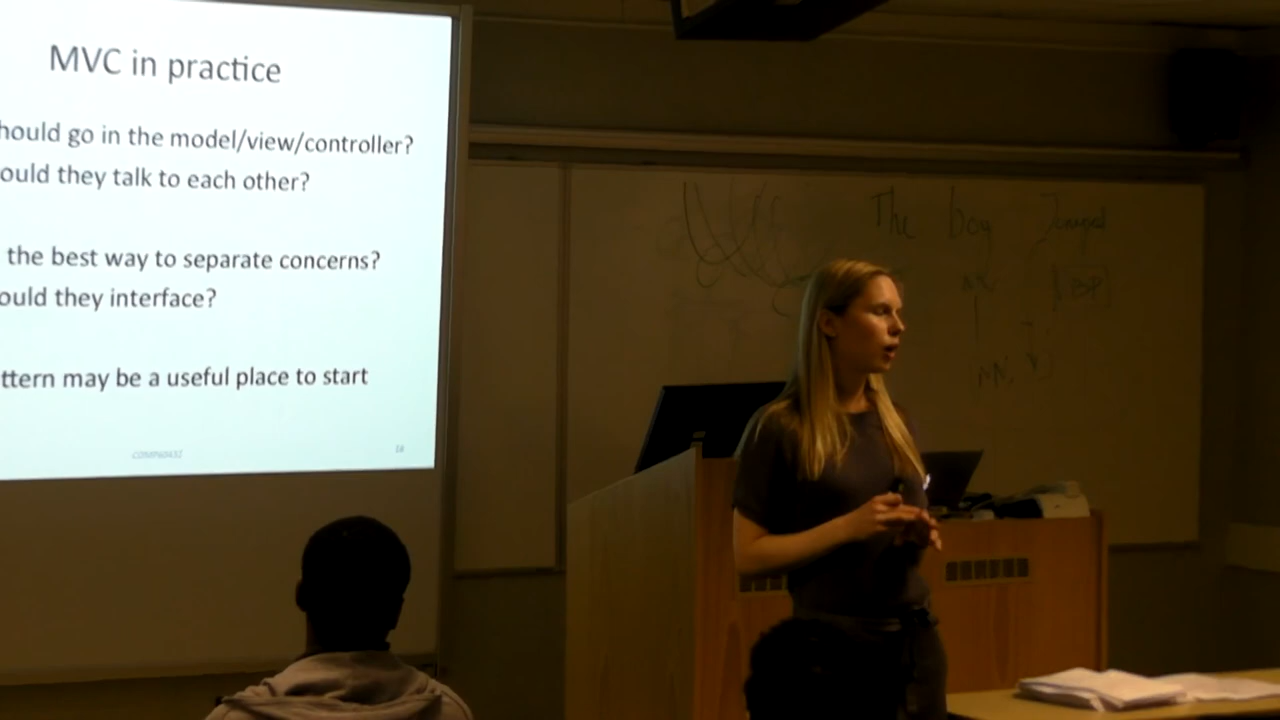 MVC in practice
hould go in the model/view/controller?
ould they talk to each other?
the best way to separate concerns?
ould they interface?
ttern may be a useful place to start
The boy Jumped